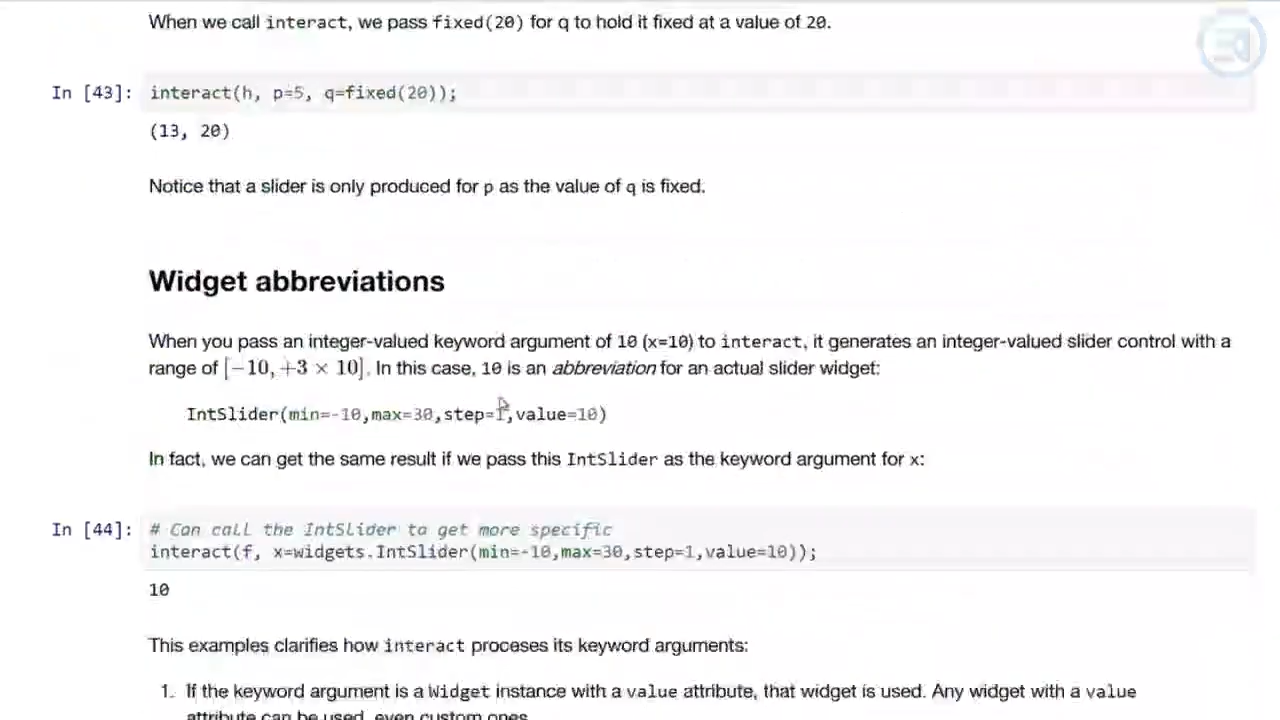 When we call interact, we pass fixed(20) for q to hold it fixed at a value of 20.
In [43]: interact(h, p=5, q=fixed(20));
(13, 20)
Notice that a slider is only produced for p as the value of q is fixed.
Widget abbreviations
When you pass an integer-valued keyword argument of 10 (x=10) to interact, it generates an integer-valued slider control with a
range of [−10, +3 × 10]. In this case, 10 is an abbreviation for an actual slider widget:
IntSlider(min=-10,max=30,step=1,value=10)
In fact, we can get the same result if we pass this IntSlider as the keyword argument for x:
In [44]: # Can call the IntSlider to get more specific
interact(f, x=widgets.IntSlider(min=-10,max=30,step=1,value=10));
10
This examples clarifies how interact proceses its keyword arguments:
1. If the keyword argument is a Widget instance with a value attribute, that widget is used. Any widget with a value
attribute can be used, even custom ones.